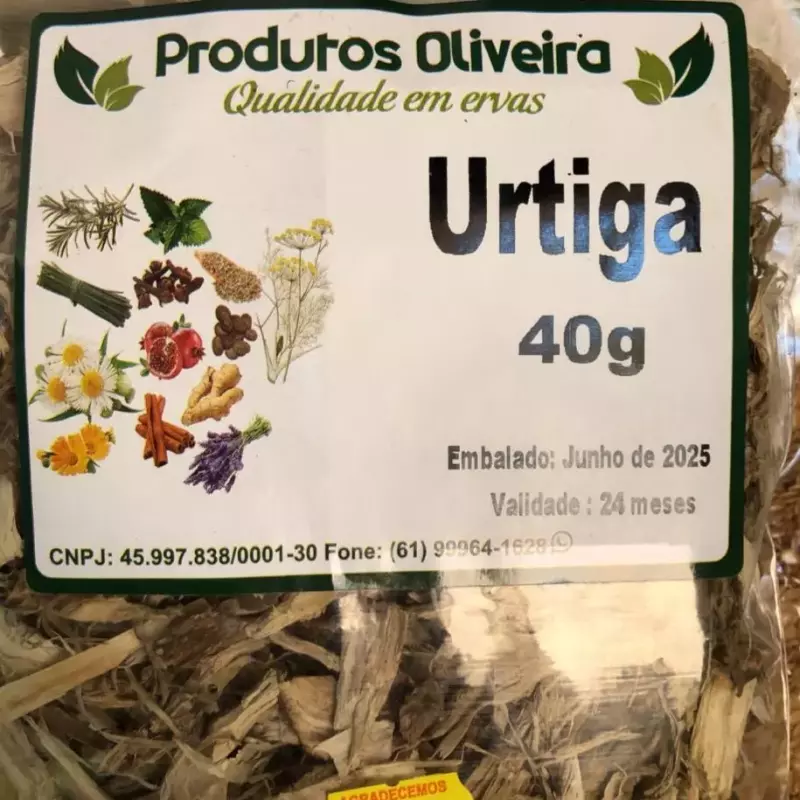 Produtos Oliveira
Qualidade em ervas
Urtiga
40g
Embalado: Junho de 2025
Validade : 24 meses
CNPJ: 45.997.838/0001-30 Fone: (61) 99964-1628
AGRADECEMOS